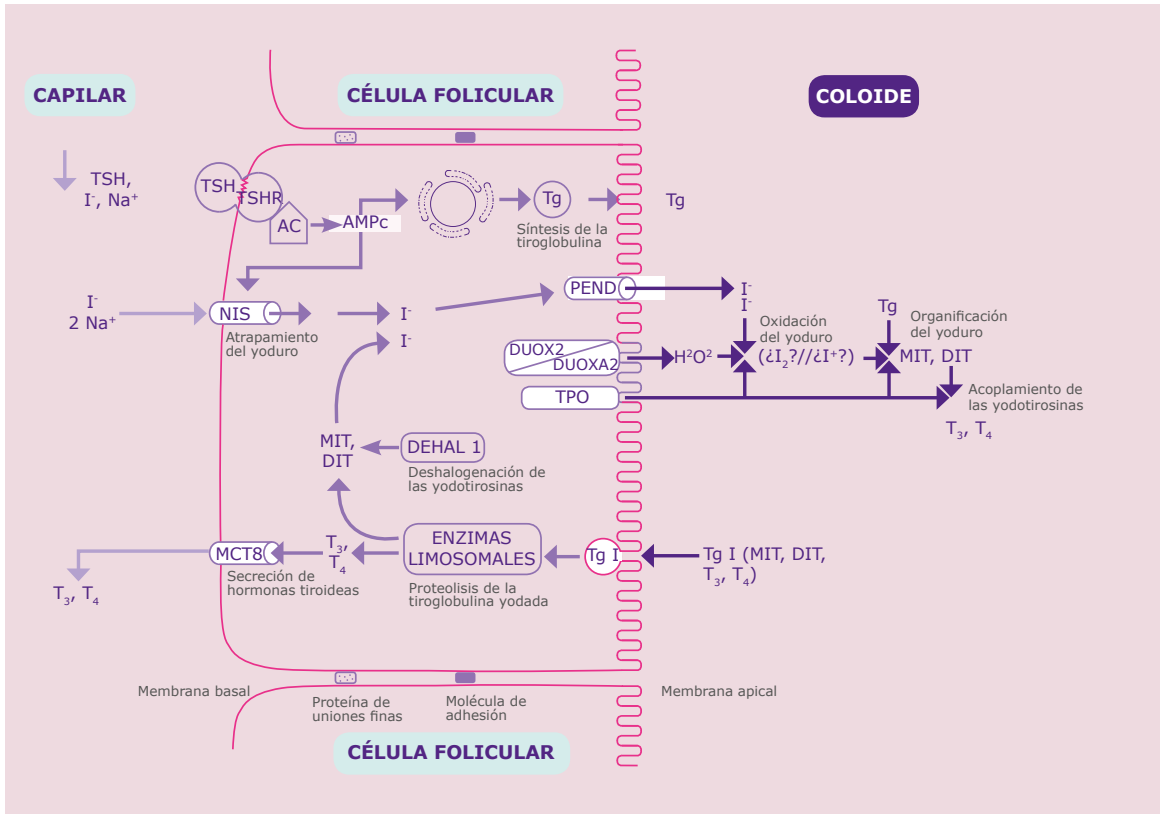 CAPILAR
CÉLULA FOLICULAR
COLOIDE
TSH,
I⁻, Na⁺
TSH
TSHR
AC
AMPc
Tg
Síntesis de la
tiroglobulina
Tg
I⁻
2 Na⁺
NIS
Atrapamiento
del yoduro
I⁻
I⁻
PEND
I⁻
I⁻
DUOX2
DUOXA2
H²O²
Oxidación
del yoduro
(¿I₂?//¿I⁺?)
Tg
Organificación
del yoduro
MIT, DIT
TPO
Acoplamiento de
las yodotirosinas
T₃, T₄
MIT,
DIT
DEHAL 1
Deshalogenación de
las yodotirosinas
MCT8
Secreción de
hormonas tiroideas
T₃, T₄
T₃,
T₄
ENZIMAS
LIMOSOMALES
Proteolisis de la
tiroglobulina yodada
Tg I
Tg I (MIT, DIT,
T₃, T₄)
Membrana basal
Proteína de
uniones finas
Molécula de
adhesión
Membrana apical
CÉLULA FOLICULAR